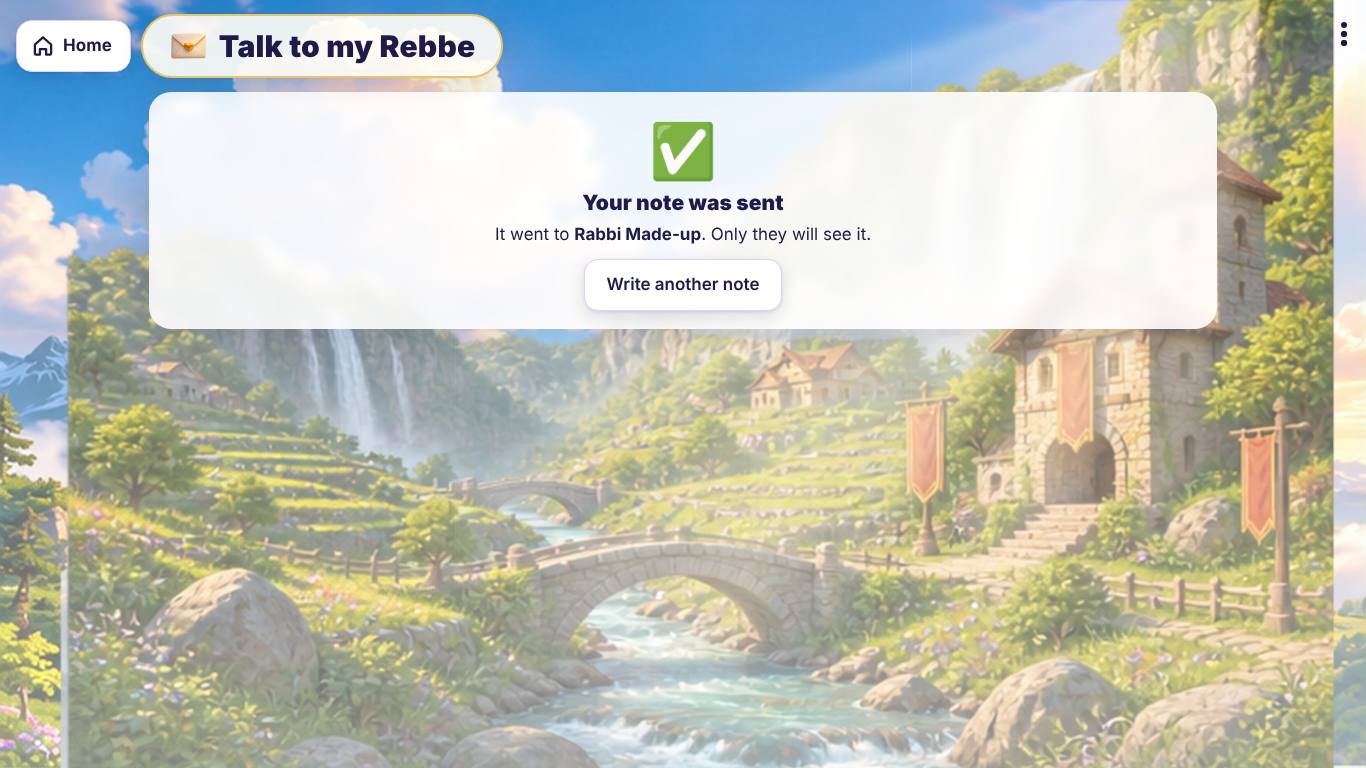 Home
Talk to my Rebbe
Your note was sent
It went to Rabbi Made-up. Only they will see it.
Write another note